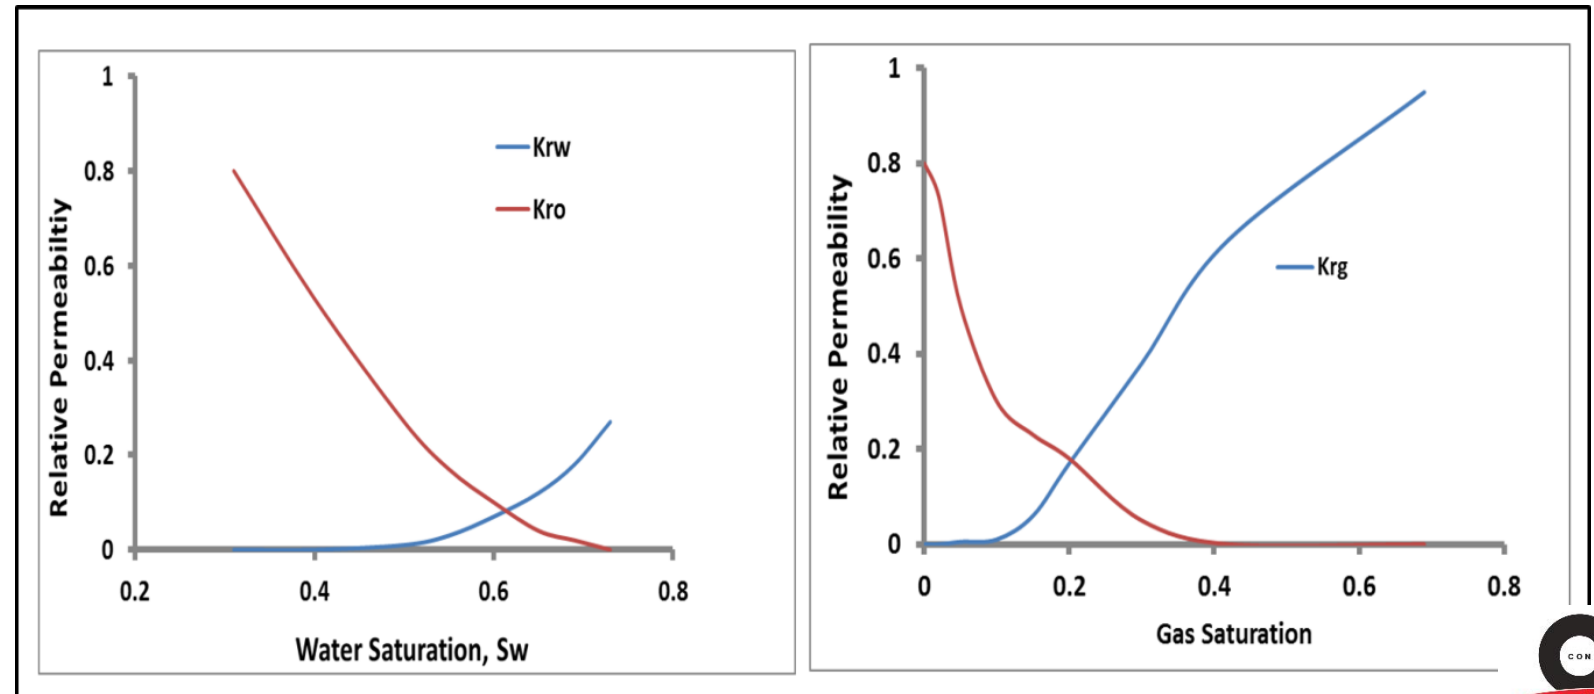 1
0.8
0.6
0.4
0.2
0
Relative Permeabiltiy
Krw
Kro
0.2 0.4 0.6 0.8
Water Saturation, Sw
1
0.8
0.6
0.4
0.2
0
Relative Permeability
Krg
0 0.2 0.4 0.6 0.8
Gas Saturation
CON